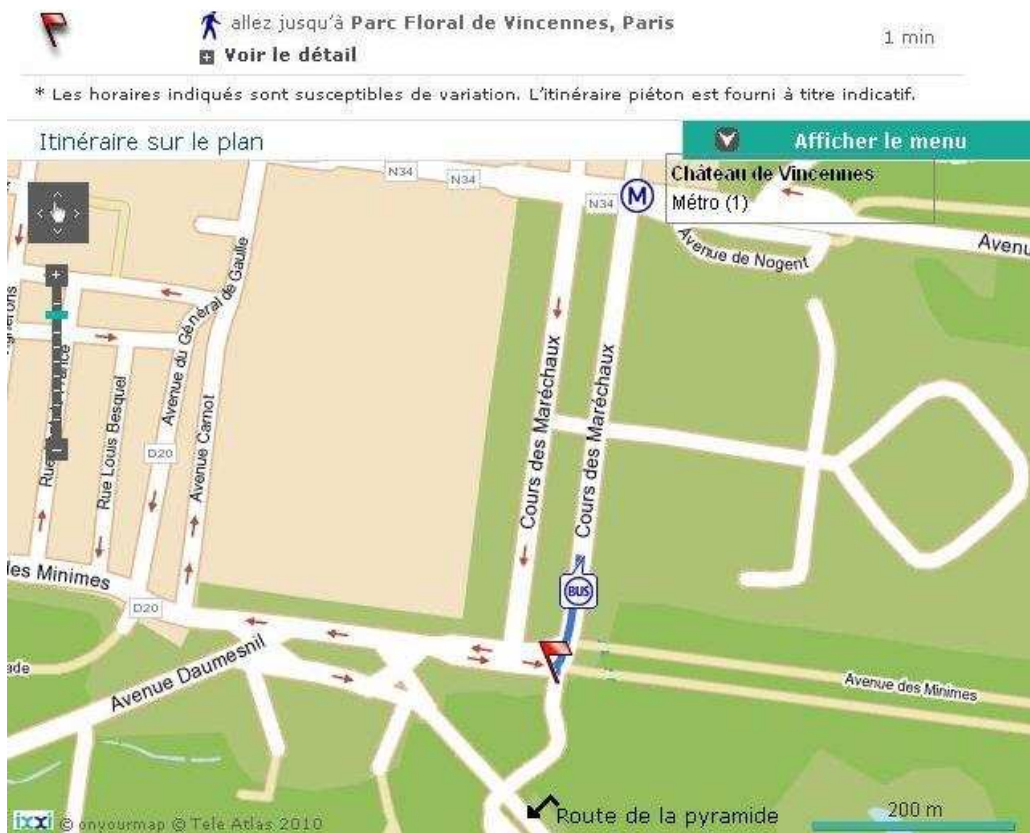 allez jusqu'à Parc Floral de Vincennes, Paris
1 min
Voir le détail
* Les horaires indiqués sont susceptibles de variation. L'itinéraire piéton est fourni à titre indicatif.
Itinéraire sur le plan
Afficher le menu
N34
N34
N34
M
Château de Vincennes
Métro (1)
Avenue de Nogent
Avenu
Avenue du Général de Gaulle
Avenue Carnot
Rue Louis Besquel
Rue
D20
Cours des Maréchaux
Cours des Maréchaux
BUS
les Minimes
D20
Avenue Daumesnil
Avenue des Minimes
ade
Route de la pyramide
200 m
ixxi © onyourmap © Tele Atlas 2010